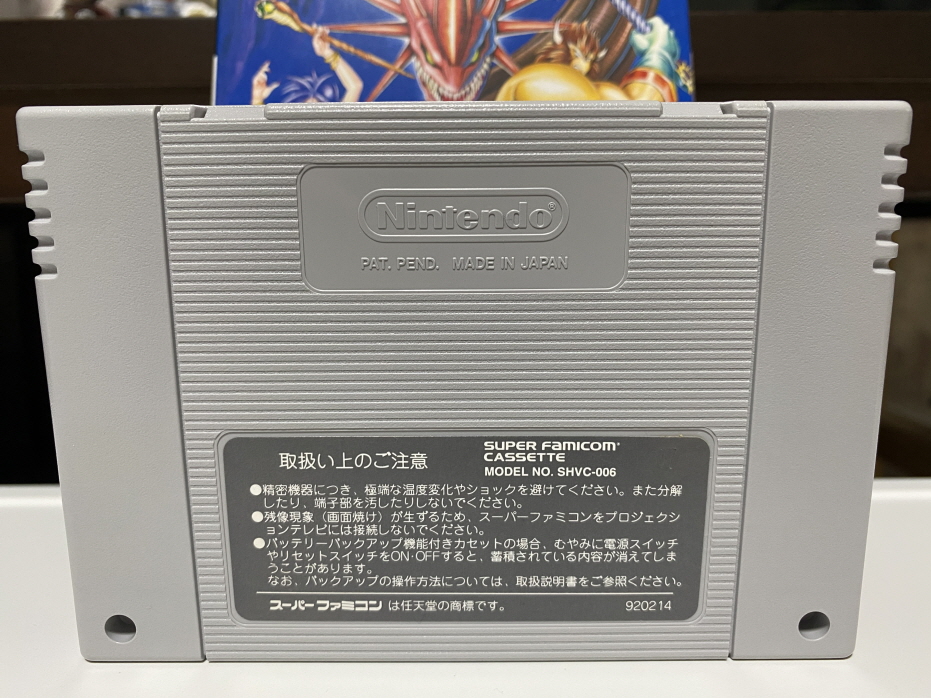 Nintendo®
PAT. PEND. MADE IN JAPAN
取扱い上のご注意
SUPER FAMICOM®
CASSETTE
MODEL NO. SHVC-006
●精密機器につき、極端な温度変化やショックを避けてください。また分解
したり、端子部を汚したりしないでください。
●残像現象（画面焼け）が生ずるため、スーパーファミコンをプロジェクシ
ョンテレビには接続しないでください。
●バッテリーバックアップ機能付きカセットの場合、むやみに電源スイッチ
やリセットスイッチをON·OFFすると、蓄積されている内容が消えてしま
うことがあります。
なお、バックアップの操作方法については、取扱説明書をご参照ください。
スーパーファミコン は任天堂の商標です。
920214